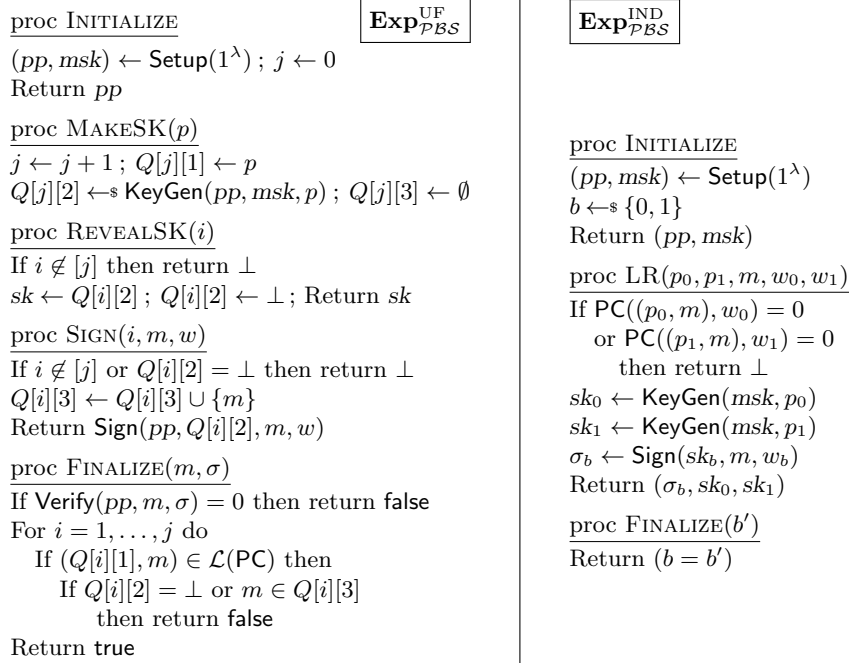 proc INITIALIZE
Exp^{UF}_{PBS}
(pp, msk) ← Setup(1^λ) ; j ← 0
Return pp
proc MAKESK(p)
j ← j + 1 ; Q[j][1] ← p
Q[j][2] ←$ KeyGen(pp, msk, p) ; Q[j][3] ← ∅
proc REVEALSK(i)
If i ∉ [j] then return ⊥
sk ← Q[i][2] ; Q[i][2] ← ⊥ ; Return sk
proc SIGN(i, m, w)
If i ∉ [j] or Q[i][2] = ⊥ then return ⊥
Q[i][3] ← Q[i][3] ∪ {m}
Return Sign(pp, Q[i][2], m, w)
proc FINALIZE(m, σ)
If Verify(pp, m, σ) = 0 then return false
For i = 1, . . . , j do
If (Q[i][1], m) ∈ L(PC) then
If Q[i][2] = ⊥ or m ∈ Q[i][3]
then return false
Return true
Exp^{IND}_{PBS}
proc INITIALIZE
(pp, msk) ← Setup(1^λ)
b ←$ {0, 1}
Return (pp, msk)
proc LR(p_0, p_1, m, w_0, w_1)
If PC((p_0, m), w_0) = 0
or PC((p_1, m), w_1) = 0
then return ⊥
sk_0 ← KeyGen(msk, p_0)
sk_1 ← KeyGen(msk, p_1)
σ_b ← Sign(sk_b, m, w_b)
Return (σ_b, sk_0, sk_1)
proc FINALIZE(b′)
Return (b = b′)